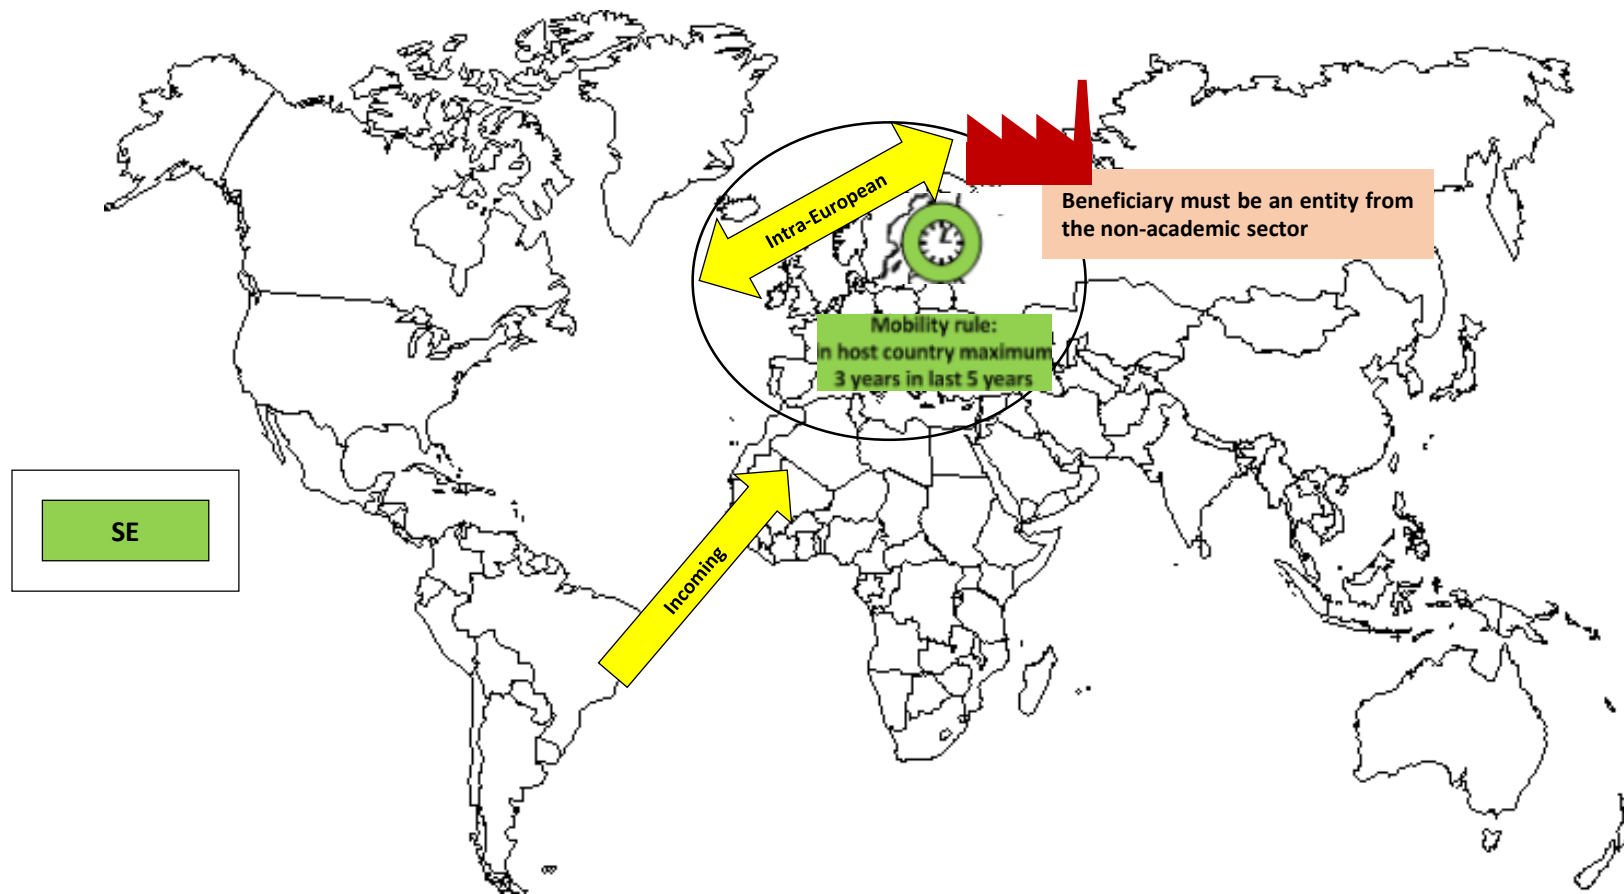 Intra-European
Beneficiary must be an entity from
the non-academic sector
Mobility rule:
n host country maximum
3 years in last 5 years
SE
Incoming